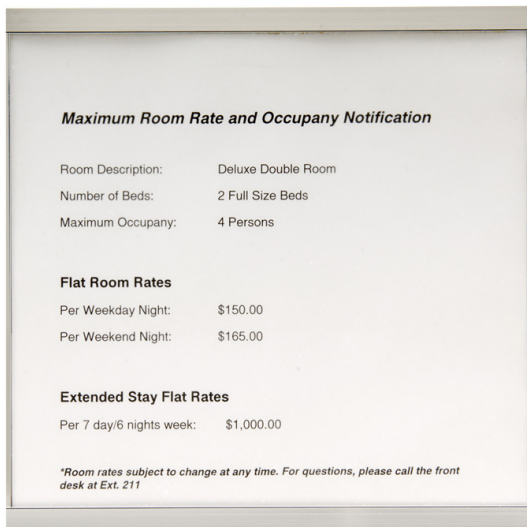 Maximum Room Rate and Occupany Notification
Room Description: Deluxe Double Room
Number of Beds: 2 Full Size Beds
Maximum Occupany: 4 Persons
Flat Room Rates
Per Weekday Night: $150.00
Per Weekend Night: $165.00
Extended Stay Flat Rates
Per 7 day/6 nights week: $1,000.00
*Room rates subject to change at any time. For questions, please call the front
desk at Ext. 211